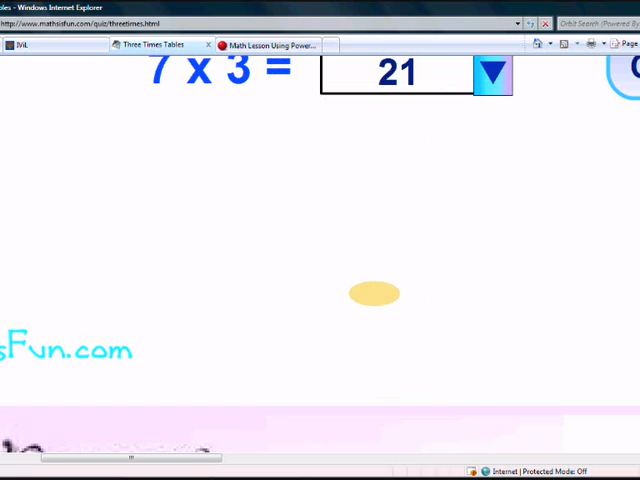 bles - Windows Internet Explorer
http://www.mathsisfun.com/quiz/threetimes.html
Orbit Search (Powered By
JViL
Three Times Tables
Math Lesson Using Power...
Page
7 x 3 =
21
sFun.com
Internet | Protected Mode: Off